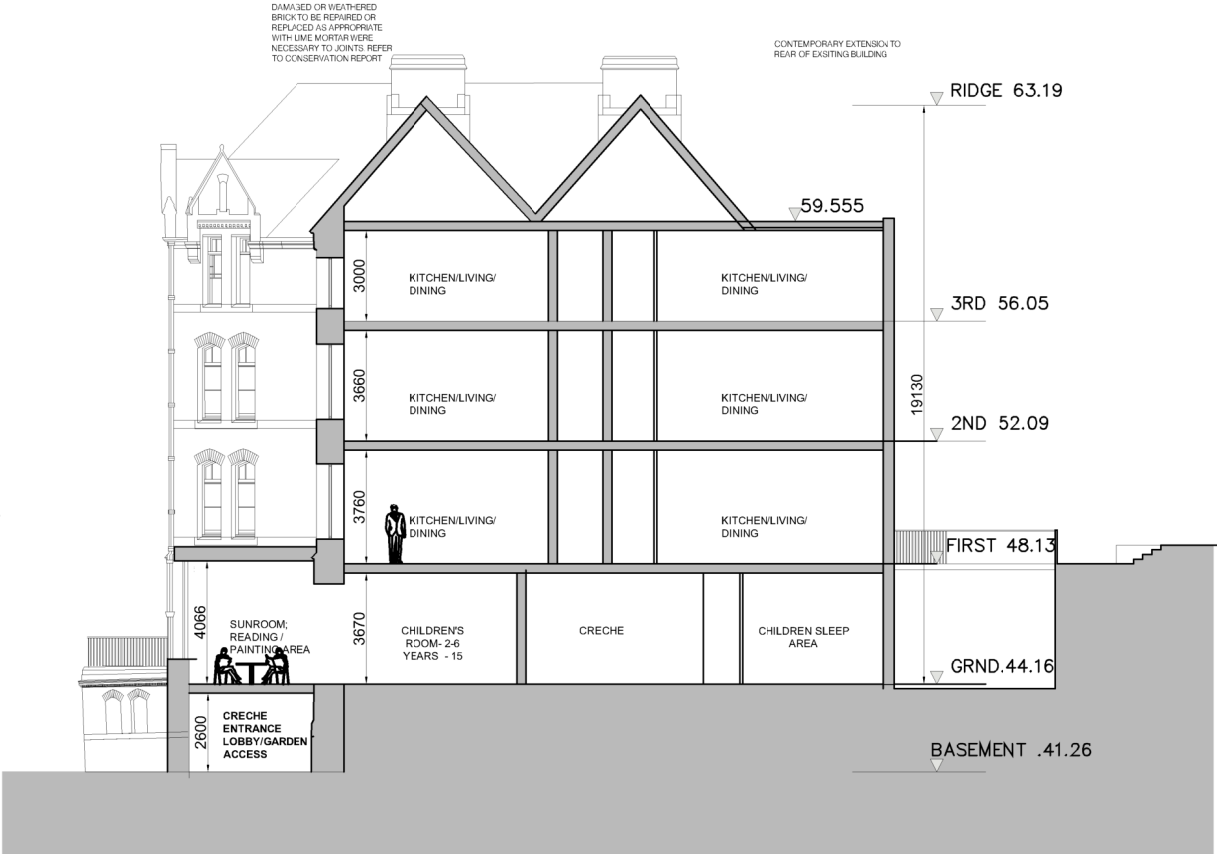 DAMAGED OR WEATHERED
BRICK TO BE REPAIRED OR
REPLACED AS APPROPRIATE
WITH LIME MORTAR WERE
NECESSARY TO JOINTS. REFER
TO CONSERVATION REPORT
CONTEMPORARY EXTENSION TO
REAR OF EXSITING BUILDING
RIDGE 63.19
59.555
3000
KITCHEN/LIVING/
DINING
KITCHEN/LIVING/
DINING
3RD 56.05
3660
KITCHEN/LIVING/
DINING
KITCHEN/LIVING/
DINING
19130
2ND 52.09
3760
KITCHEN/LIVING/
DINING
KITCHEN/LIVING/
DINING
FIRST 48.13
4066
SUNROOM;
READING /
PAINTING AREA
3670
CHILDREN'S
ROOM- 2-6
YEARS - 15
CRECHE
CHILDREN SLEEP
AREA
GRND.44.16
2600
CRECHE
ENTRANCE
LOBBY/GARDEN
ACCESS
BASEMENT .41.26